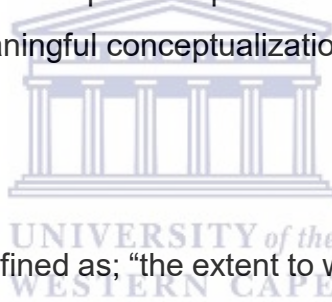 aningful conceptualizatio
UNIVERSITY of the
fined as; “the extent to w
WESTERN CAPE